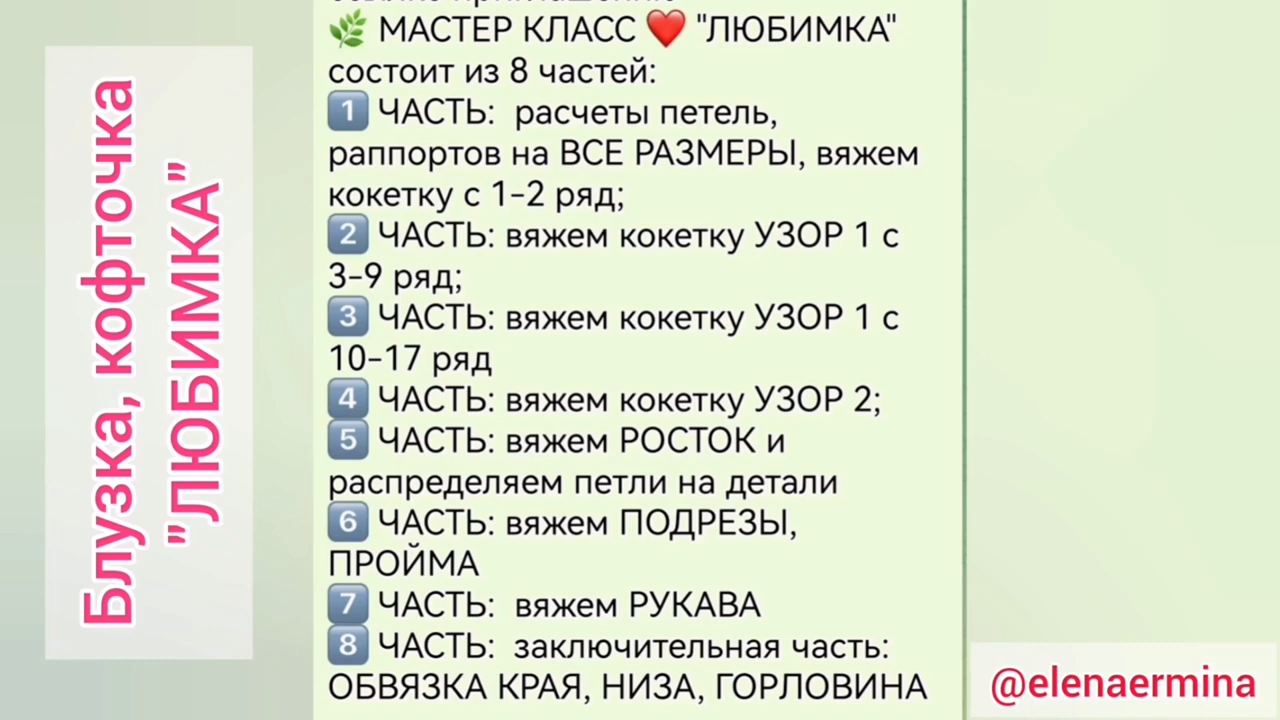 Блузка, кофточка
"ЛЮБИМКА"
🌿 МАСТЕР КЛАСС ❤️ "ЛЮБИМКА"
состоит из 8 частей:
1️⃣ ЧАСТЬ: расчеты петель,
раппортов на ВСЕ РАЗМЕРЫ, вяжем
кокетку с 1-2 ряд;
2️⃣ ЧАСТЬ: вяжем кокетку УЗОР 1 с
3-9 ряд;
3️⃣ ЧАСТЬ: вяжем кокетку УЗОР 1 с
10-17 ряд
4️⃣ ЧАСТЬ: вяжем кокетку УЗОР 2;
5️⃣ ЧАСТЬ: вяжем РОСТОК и
распределяем петли на детали
6️⃣ ЧАСТЬ: вяжем ПОДРЕЗЫ,
ПРОЙМА
7️⃣ ЧАСТЬ: вяжем РУКАВА
8️⃣ ЧАСТЬ: заключительная часть:
ОБВЯЗКА КРАЯ, НИЗА, ГОРЛОВИНА
@elenaermina